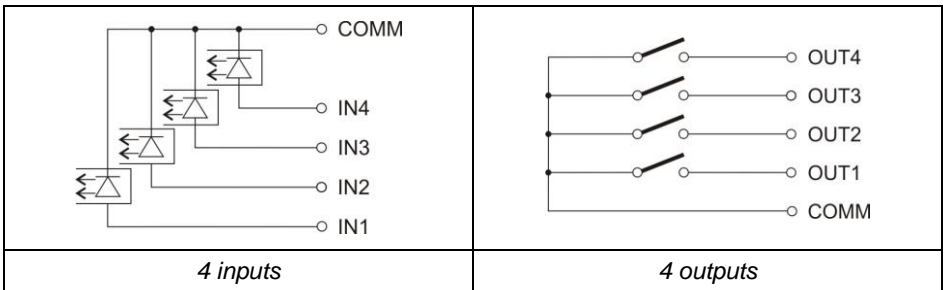 COMM
IN4
IN3
IN2
IN1
4 inputs
OUT4
OUT3
OUT2
OUT1
COMM
4 outputs